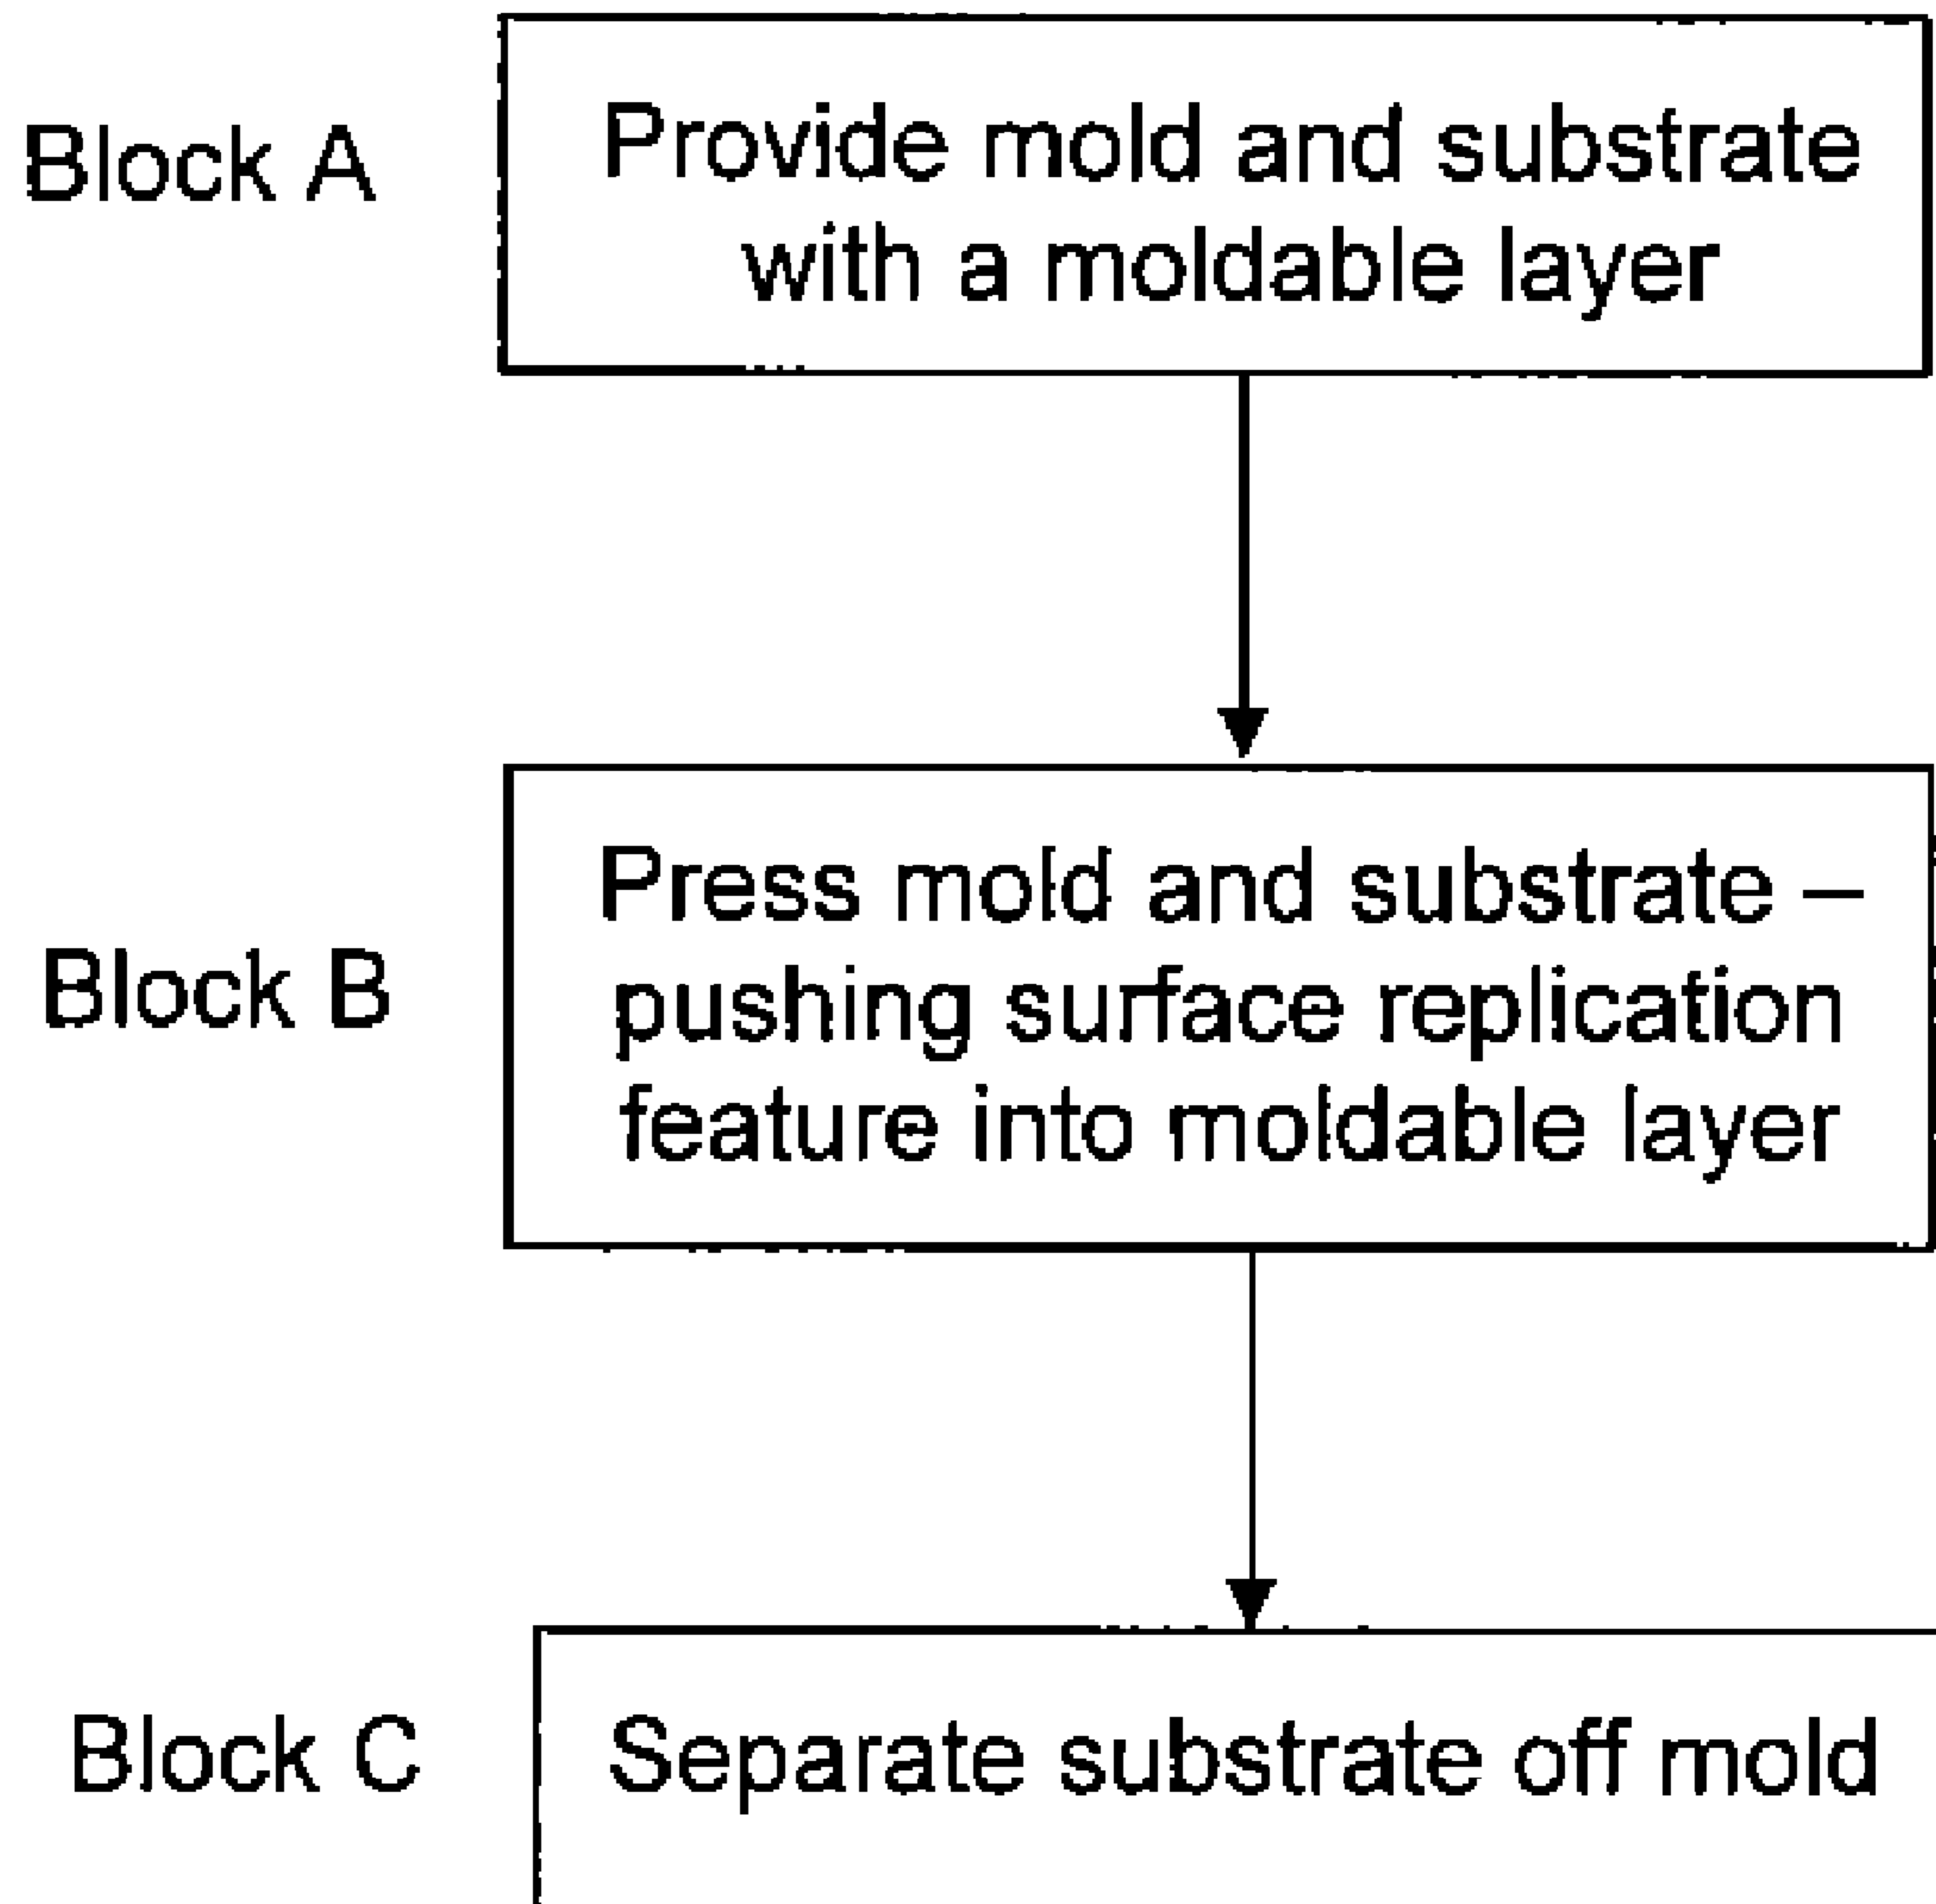 Block A
Provide mold and substrate
with a moldable layer
Block B
Press mold and substrate –
pushing surface replication
feature into moldable layer
Block C
Separate substrate off mold